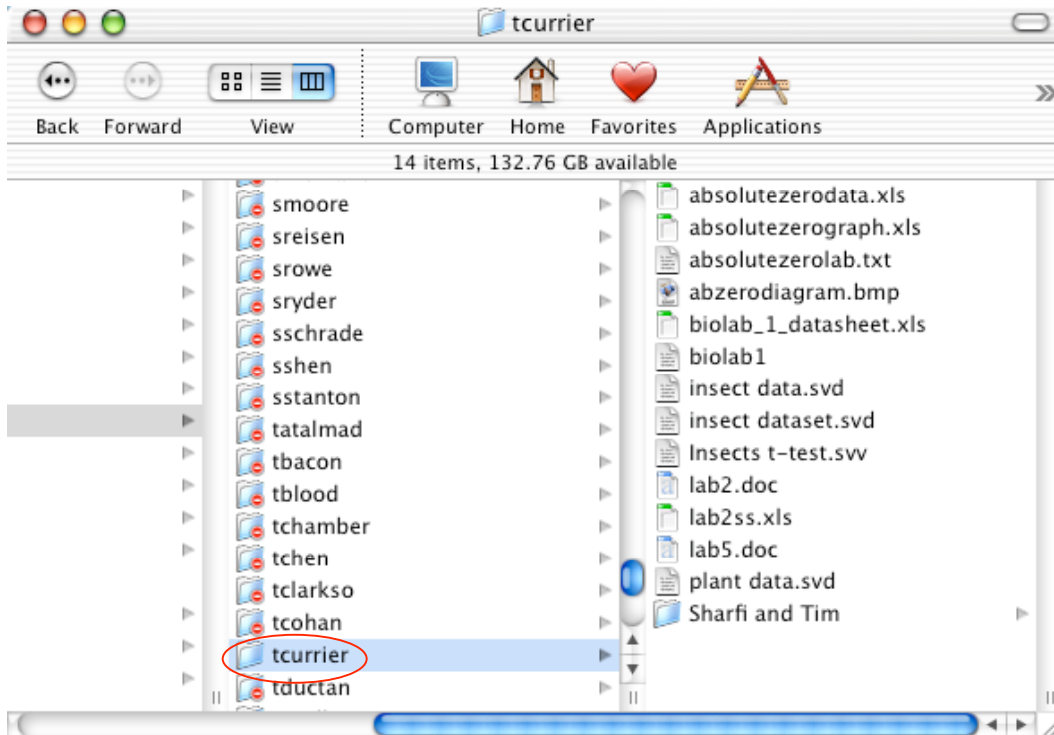 tcurrier
Back Forward View Computer Home Favorites Applications
14 items, 132.76 GB available
smoore
sreisen
srowe
sryder
sschrade
sshen
sstanton
tatalmad
tbacon
tblood
tchamber
tchen
tclarkso
tcohan
tcurrier
tductan
absolutezerodata.xls
absolutezerograph.xls
absolutezerolab.txt
abzerodiagram.bmp
biolab_1_datasheet.xls
biolab1
insect data.svd
insect dataset.svd
Insects t-test.svv
lab2.doc
lab2ss.xls
lab5.doc
plant data.svd
Sharfi and Tim